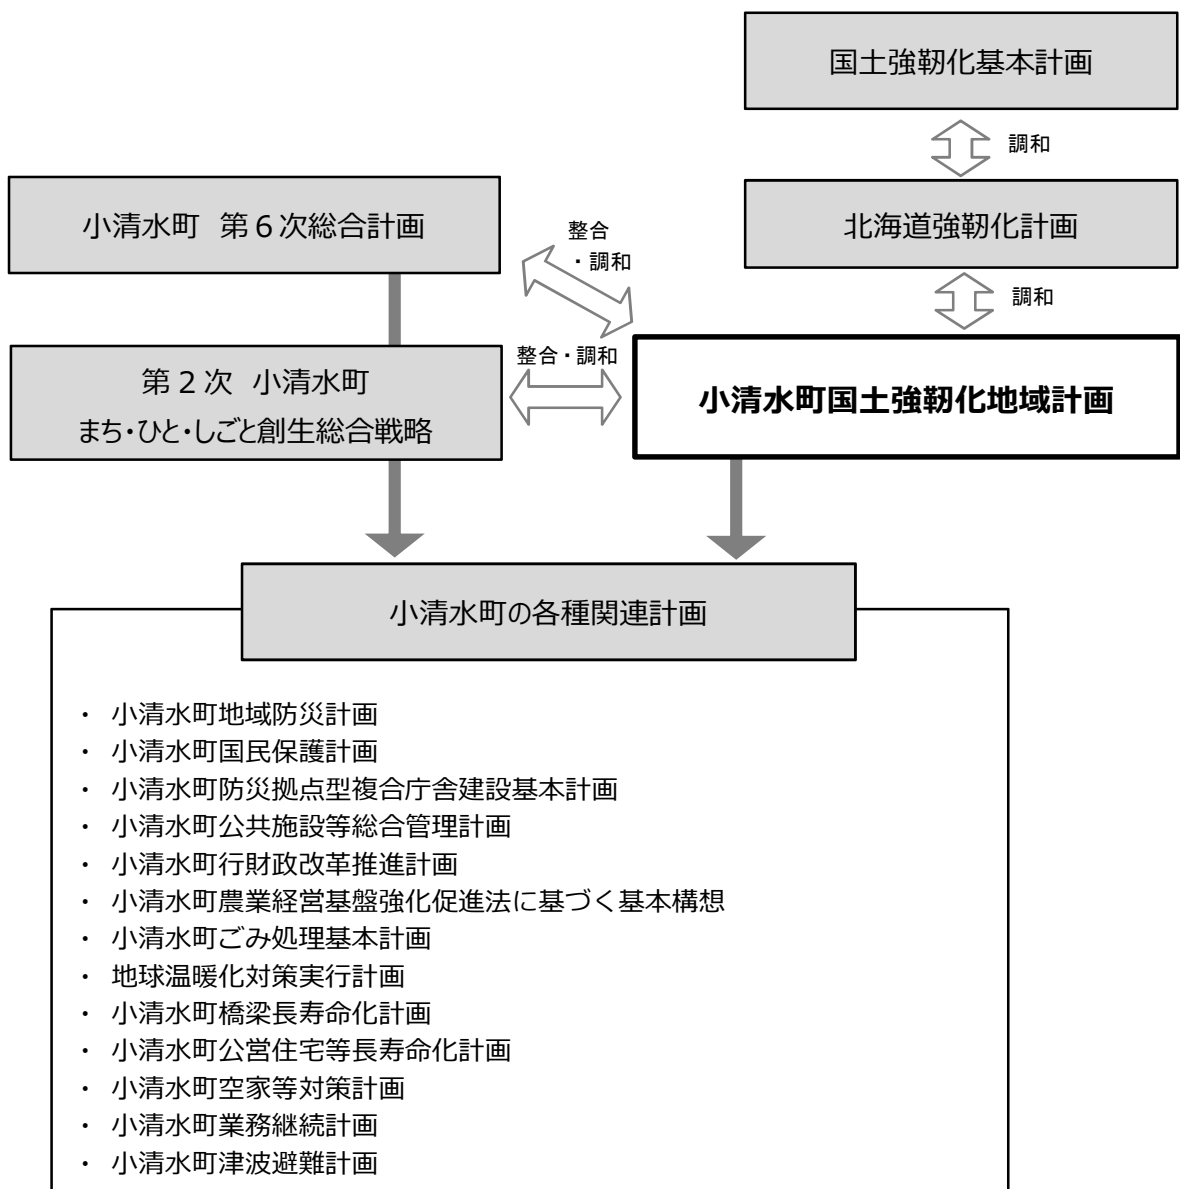 国土強靭化基本計画
調和
小清水町 第6次総合計画
北海道強靭化計画
整合
・調和
調和
第2次 小清水町
まち・ひと・しごと創生総合戦略
整合・調和
小清水町国土強靭化地域計画
小清水町の各種関連計画
・ 小清水町地域防災計画
・ 小清水町国民保護計画
・ 小清水町防災拠点型複合庁舎建設基本計画
・ 小清水町公共施設等総合管理計画
・ 小清水町行財政改革推進計画
・ 小清水町農業経営基盤強化促進法に基づく基本構想
・ 小清水町ごみ処理基本計画
・ 地球温暖化対策実行計画
・ 小清水町橋梁長寿命化計画
・ 小清水町公営住宅等長寿命化計画
・ 小清水町空家等対策計画
・ 小清水町業務継続計画
・ 小清水町津波避難計画